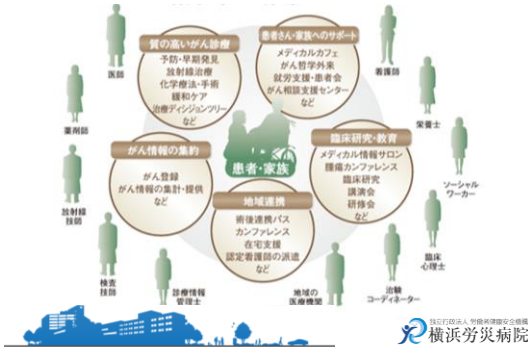 質の高いがん診療
予防・早期発見
放射線治療
化学療法・手術
緩和ケア
治療ディシジョンツリー
など
患者さん・家族へのサポート
メディカルカフェ
がん哲学外来
就労支援・患者会
がん相談支援センター
など
医師
看護師
薬剤師
栄養士
がん情報の集約
がん登録
がん情報の集計・提供
など
患者・家族
臨床研究・教育
メディカル情報サロン
腫瘍カンファレンス
臨床研究
講演会
研修会
など
放射線
技師
ソーシャル
ワーカー
地域連携
術後連携パス
カンファレンス
在宅支援
認定看護師の派遣
など
検査
技師
診療情報
管理士
地域の
医療機関
治験
コーディネーター
臨床
心理士
独立行政法人 労働者健康安全機構
横浜労災病院